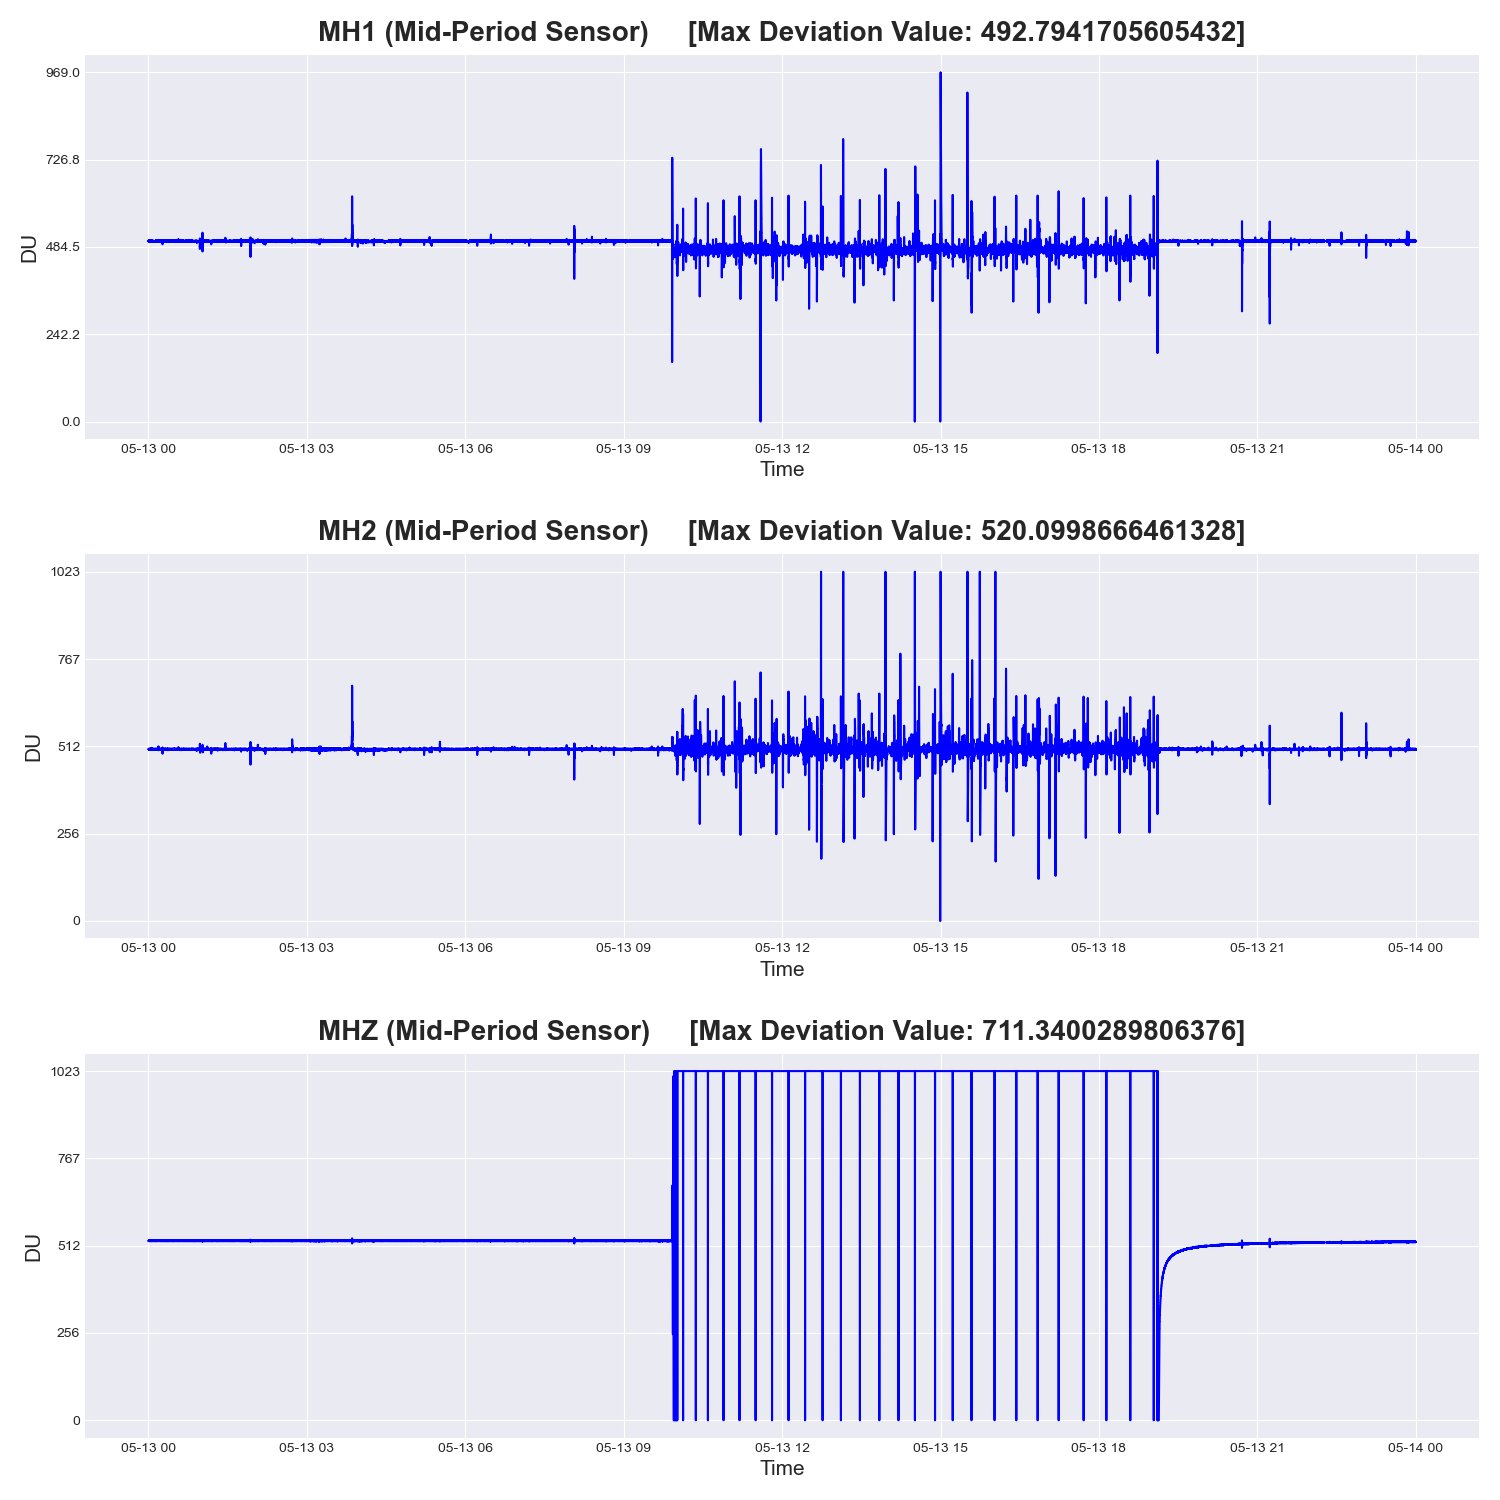 MH1 (Mid-Period Sensor) [Max Deviation Value: 492.7941705605432]
969.0
726.8
484.5
242.2
0.0
DU
05-13 00 05-13 03 05-13 06 05-13 09 05-13 12 05-13 15 05-13 18 05-13 21 05-14 00
Time
MH2 (Mid-Period Sensor) [Max Deviation Value: 520.0998666461328]
1023
767
512
256
0
DU
05-13 00 05-13 03 05-13 06 05-13 09 05-13 12 05-13 15 05-13 18 05-13 21 05-14 00
Time
MHZ (Mid-Period Sensor) [Max Deviation Value: 711.3400289806376]
1023
767
512
256
0
DU
05-13 00 05-13 03 05-13 06 05-13 09 05-13 12 05-13 15 05-13 18 05-13 21 05-14 00
Time